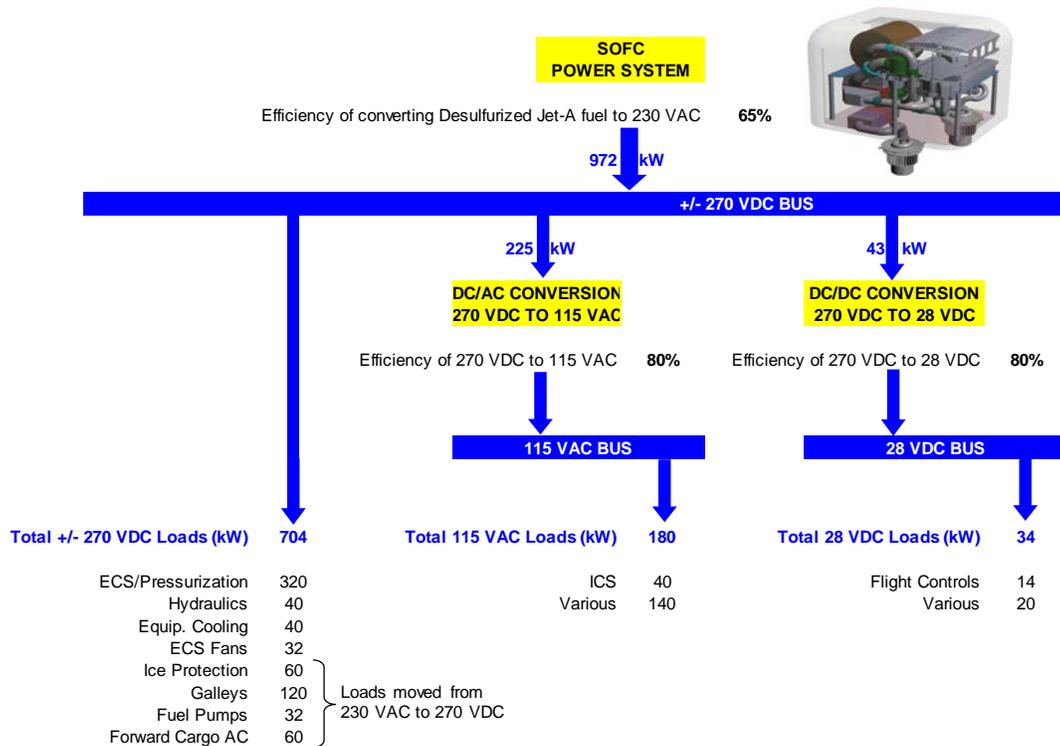 SOFC
POWER SYSTEM
Efficiency of converting Desulfurized Jet-A fuel to 230 VAC 65%
972 kW
+/- 270 VDC BUS
225 kW
43 kW
DC/AC CONVERSION
270 VDC TO 115 VAC
DC/DC CONVERSION
270 VDC TO 28 VDC
Efficiency of 270 VDC to 115 VAC 80%
Efficiency of 270 VDC to 28 VDC 80%
115 VAC BUS
28 VDC BUS
Total +/- 270 VDC Loads (kW) 704
Total 115 VAC Loads (kW) 180
Total 28 VDC Loads (kW) 34
ECS/Pressurization 320
ICS 40
Flight Controls 14
Hydraulics 40
Various 140
Various 20
Equip. Cooling 40
ECS Fans 32
Ice Protection 60
Galleys 120
Loads moved from
Fuel Pumps 32
230 VAC to 270 VDC
Forward Cargo AC 60